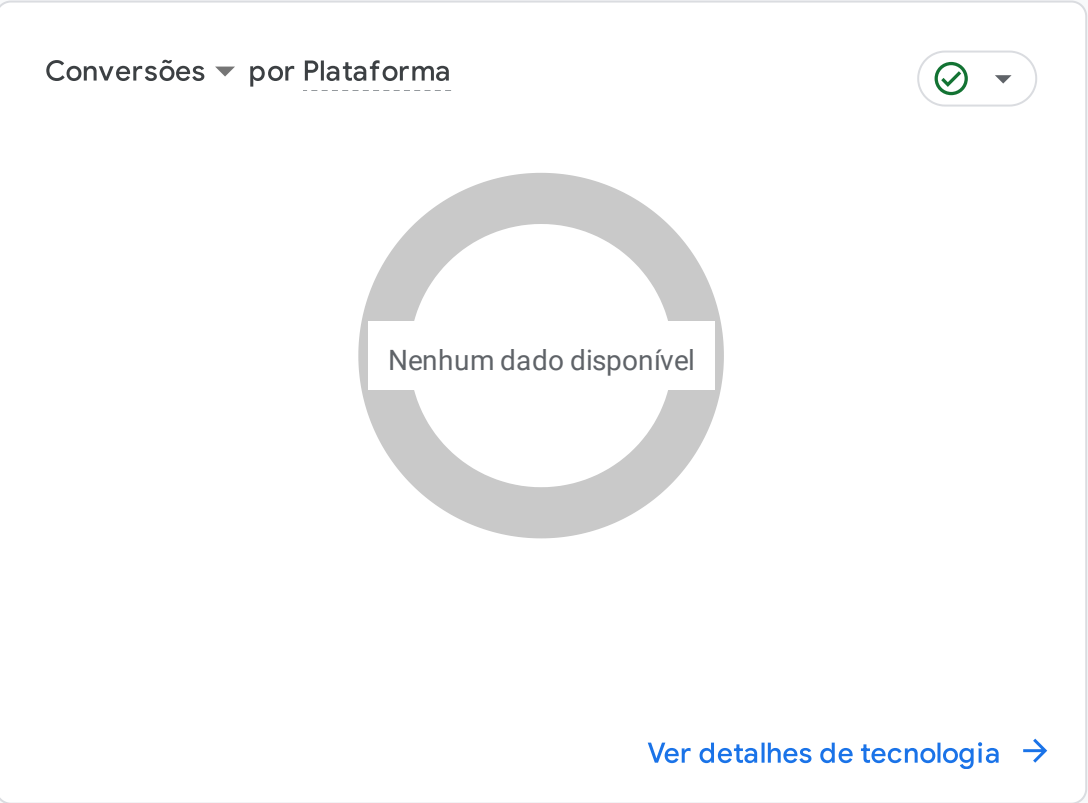 Conversões por Plataforma
Nenhum dado disponível
Ver detalhes de tecnologia